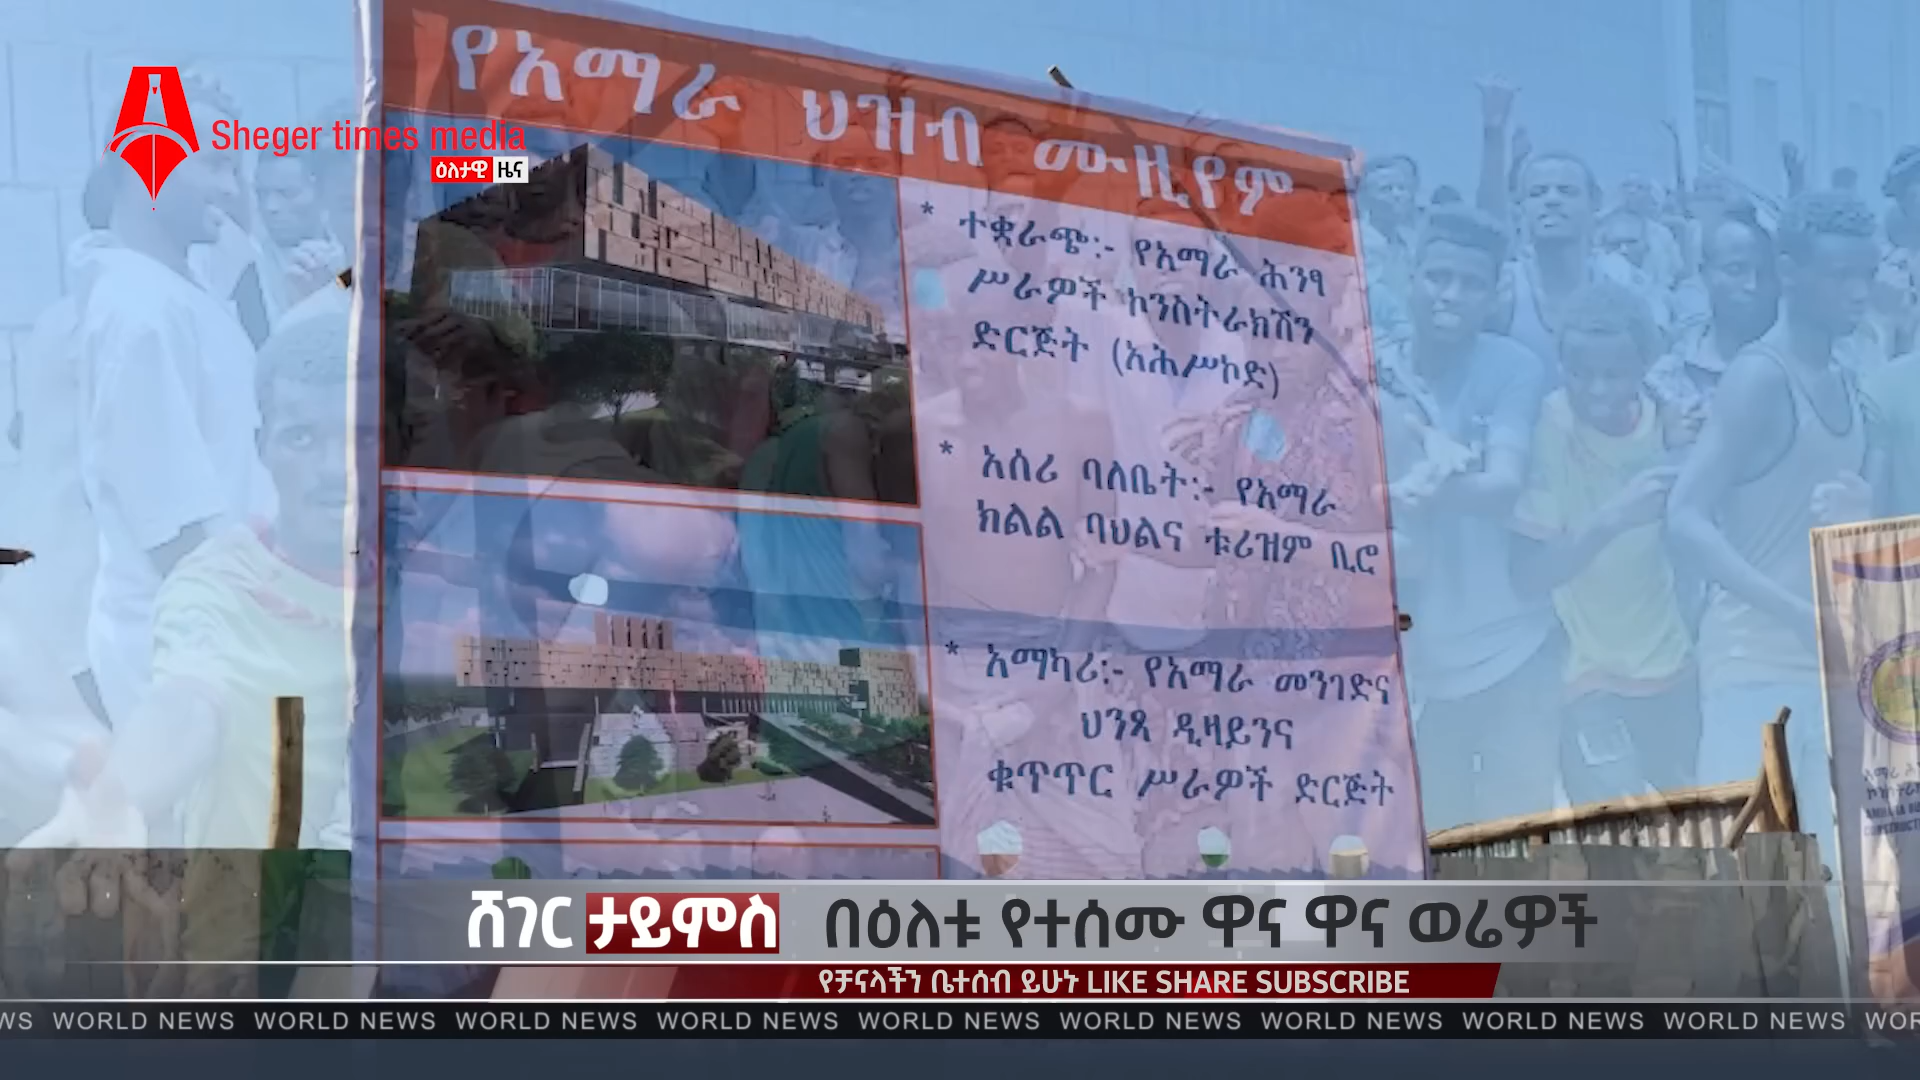 የአማራ ህዝብ ሙዚየም
Sheger times media
ዕለታዊ ዜና
* ተቋራጭ:- የአማራ ሕንፃ
ሥራዎች ኮንስትራክሽን
ድርጅት (አሕሥኮድ)
* አሰሪ ባለቤት:- የአማራ
ክልል ባህልና ቱሪዝም ቢሮ
* አማካሪ:- የአማራ መንገድና
ህንጻ ዲዛይንና
ቁጥጥር ሥራዎች ድርጅት
ሸገር ታይምስ በዕለቱ የተሰሙ ዋና ዋና ወሬዎች
የቻናላችን ቤተሰብ ይሁኑ LIKE SHARE SUBSCRIBE
WS WORLD NEWS WORLD NEWS WORLD NEWS WORLD NEWS WORLD NEWS WORLD NEWS WORLD NEWS WORLD NEWS WORLD NEWS WOR